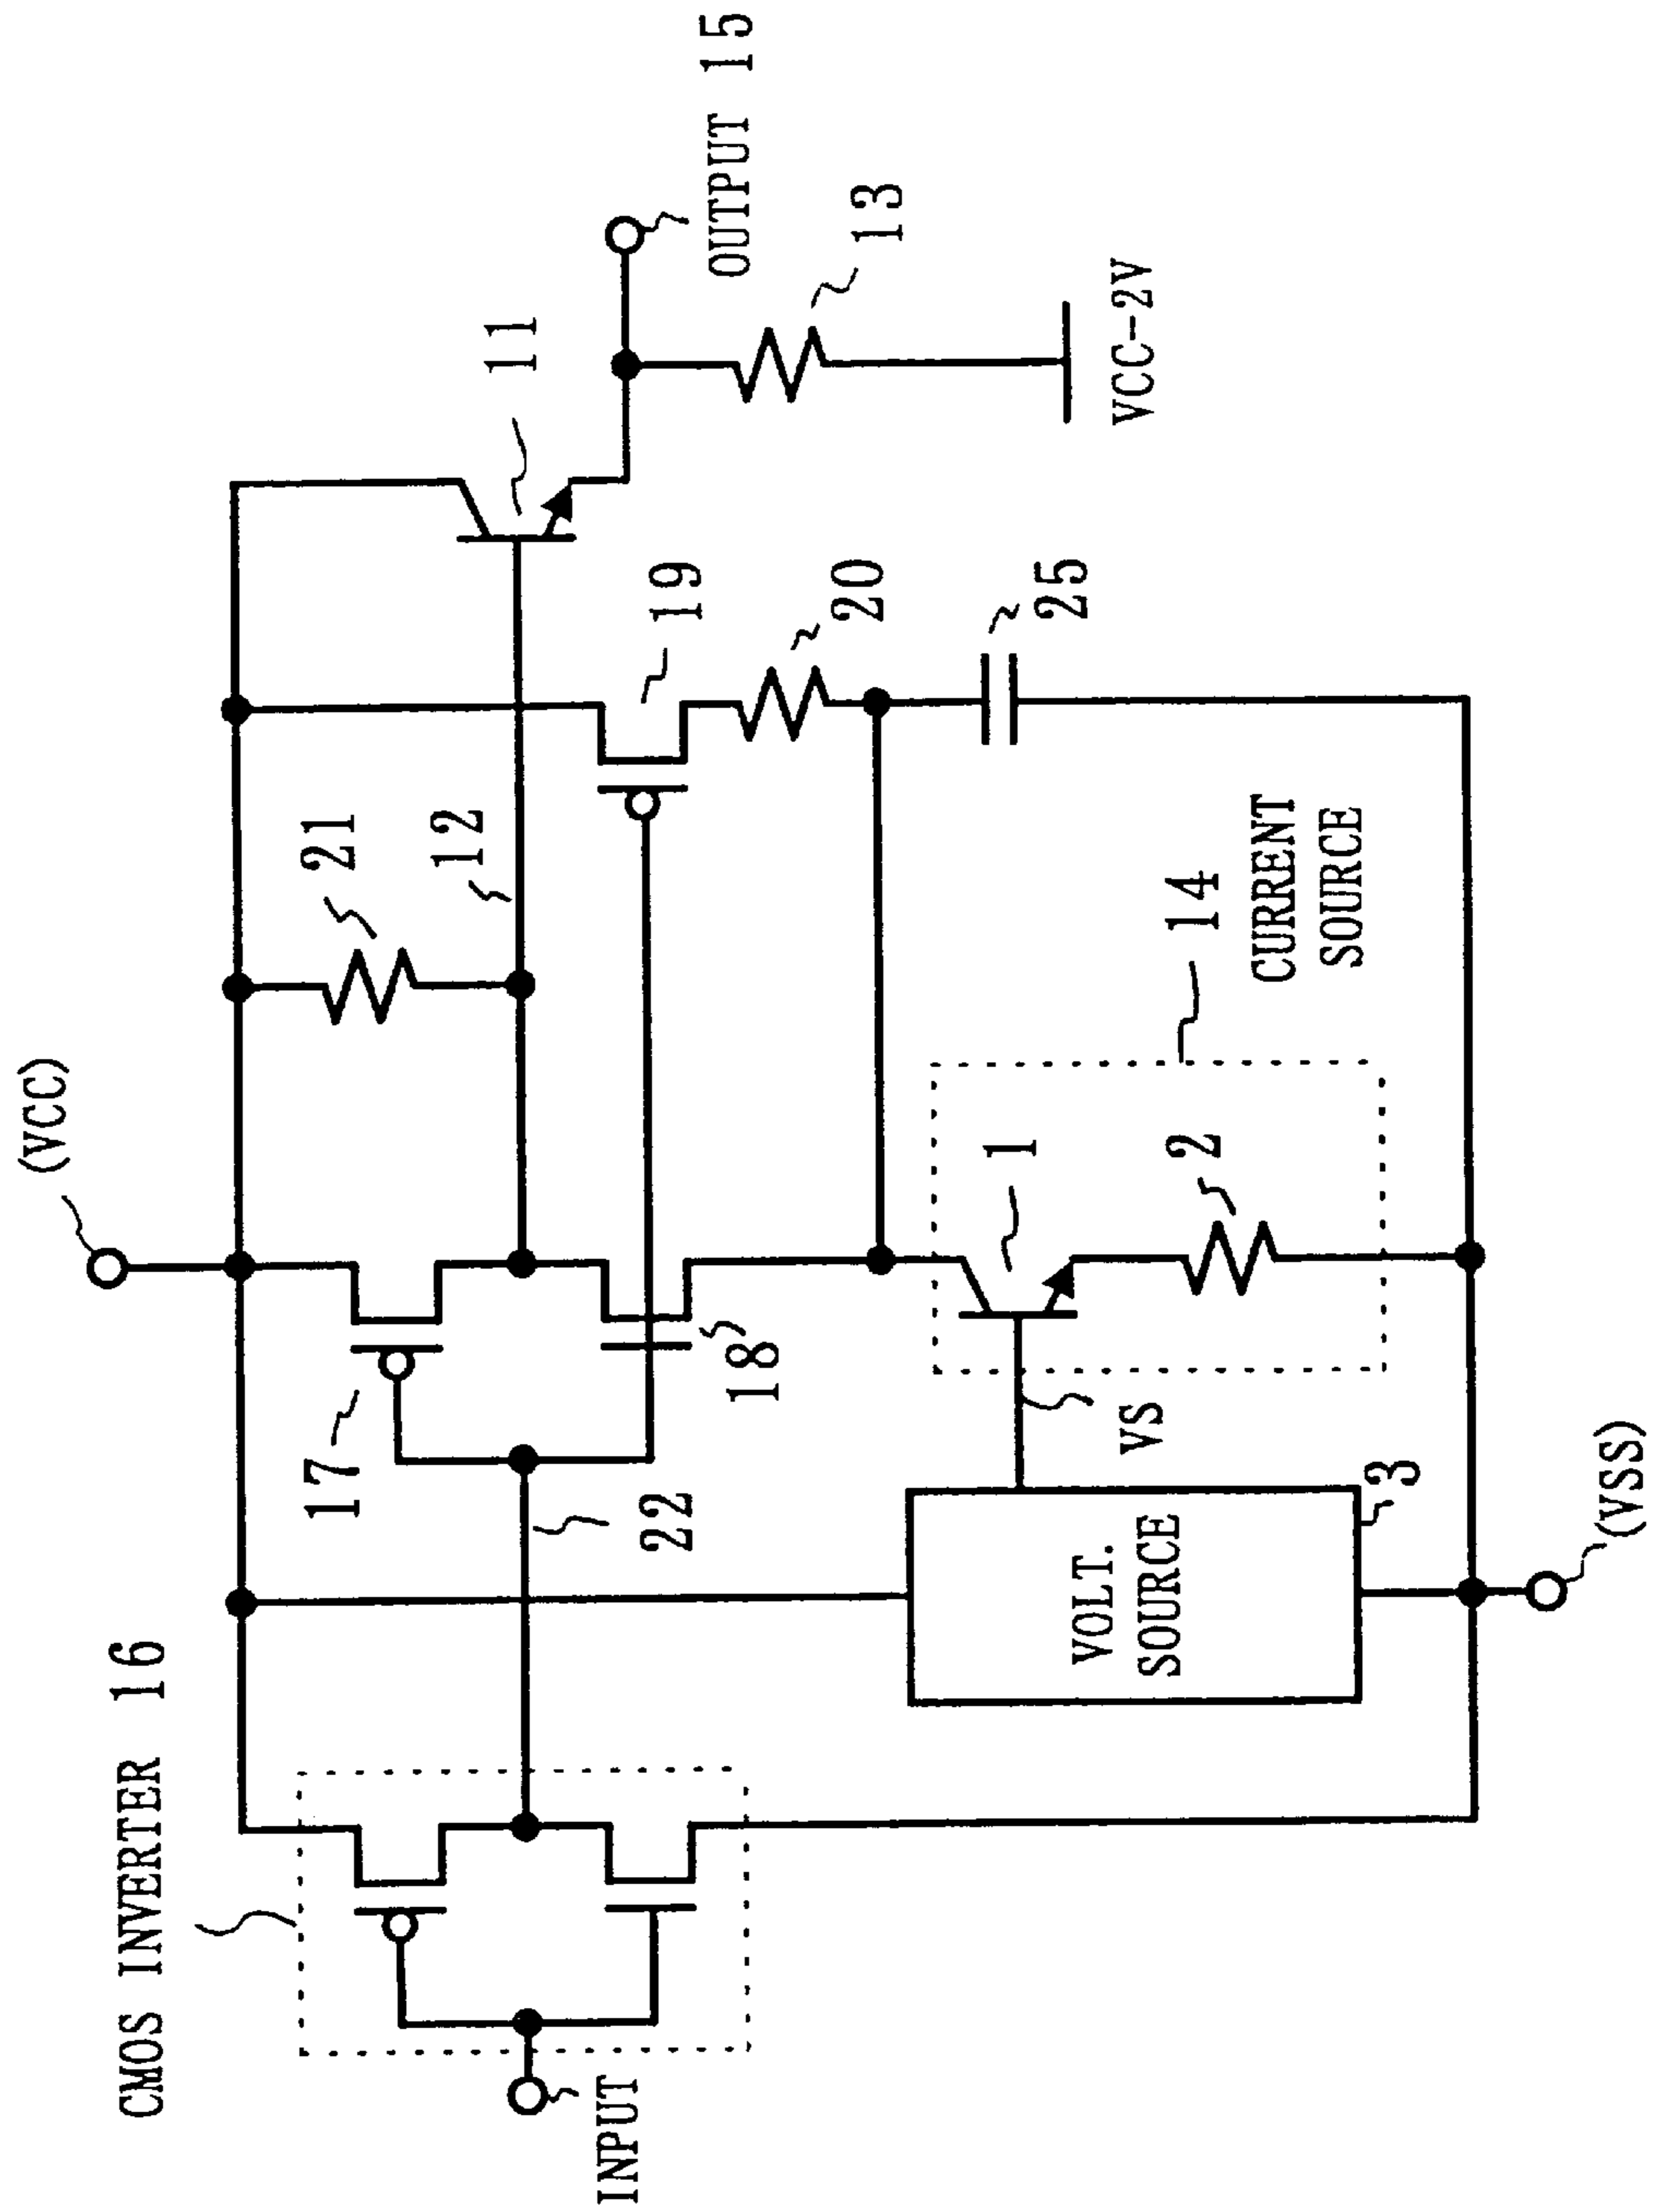 (VCC)
CMOS INVERTER 16
17
21
12
11
OUTPUT 15
22
18
19
20
13
25
VCC-2V
INPUT
VOLT.
SOURCE
3
VS
1
2
14
CURRENT
SOURCE
(VSS)